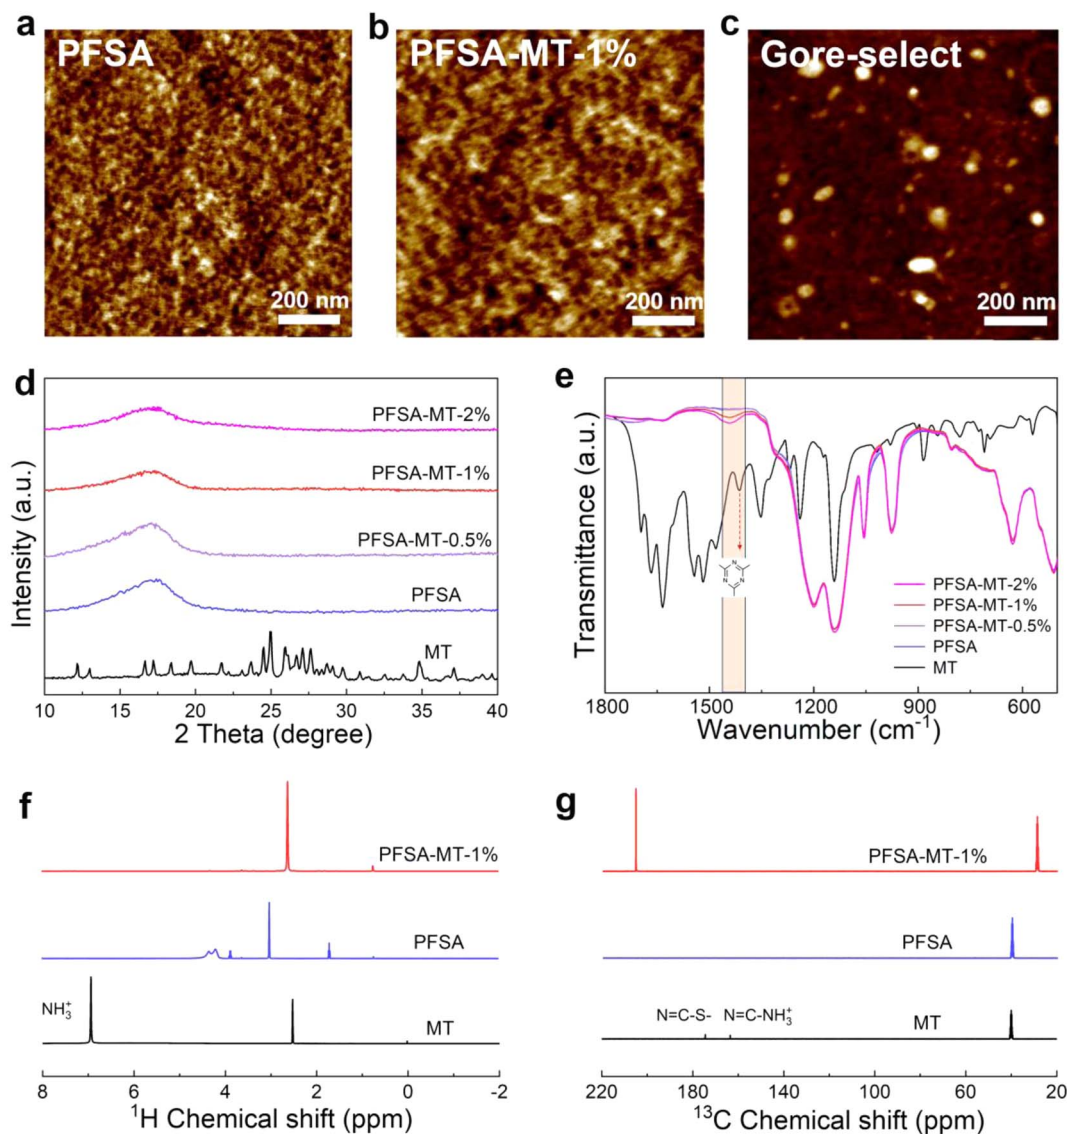 a
PFSA
200 nm
b
PFSA-MT-1%
200 nm
c
Gore-select
200 nm
d
Intensity (a.u.)
PFSA-MT-2%
PFSA-MT-1%
PFSA-MT-0.5%
PFSA
MT
10 15 20 25 30 35 40
2 Theta (degree)
e
Transmittance (a.u.)
N N
N
PFSA-MT-2%
PFSA-MT-1%
PFSA-MT-0.5%
PFSA
MT
1800 1500 1200 900 600
Wavenumber (cm⁻¹)
f
PFSA-MT-1%
PFSA
NH₃⁺
MT
8 6 4 2 0 -2
¹H Chemical shift (ppm)
g
PFSA-MT-1%
PFSA
N=C-S- N=C-NH₃⁺
MT
220 180 140 100 60 20
¹³C Chemical shift (ppm)